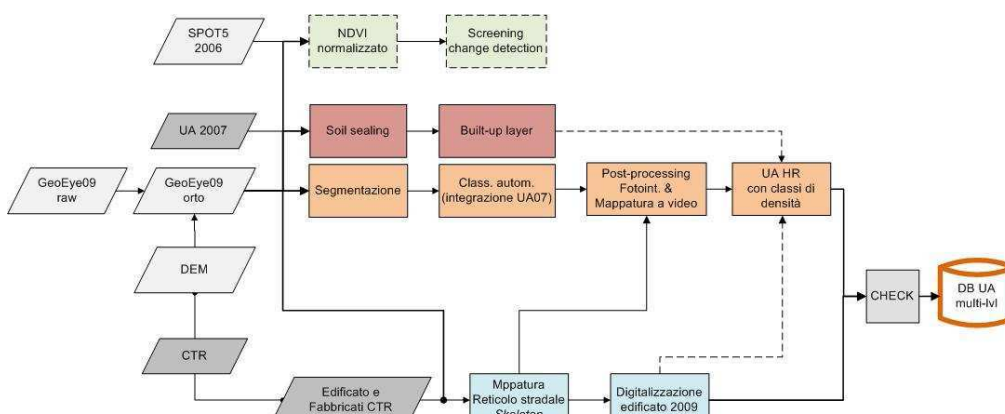 SPOT5
2006
NDVI
normalizzato
Screening
change detection
UA 2007
Soil sealing
Built-up layer
GeoEye09
raw
GeoEye09
orto
Segmentazione
Class. autom.
(integrazione UA07)
Post-processing
Fotoint. &
Mappatura a video
UA HR
con classi di
densità
DEM
CHECK
DB UA
multi-lvl
CTR
Edificato e
Fabbricati CTR
Mppatura
Reticolo stradale
Skeleton
Digitalizzazione
edificato 2009